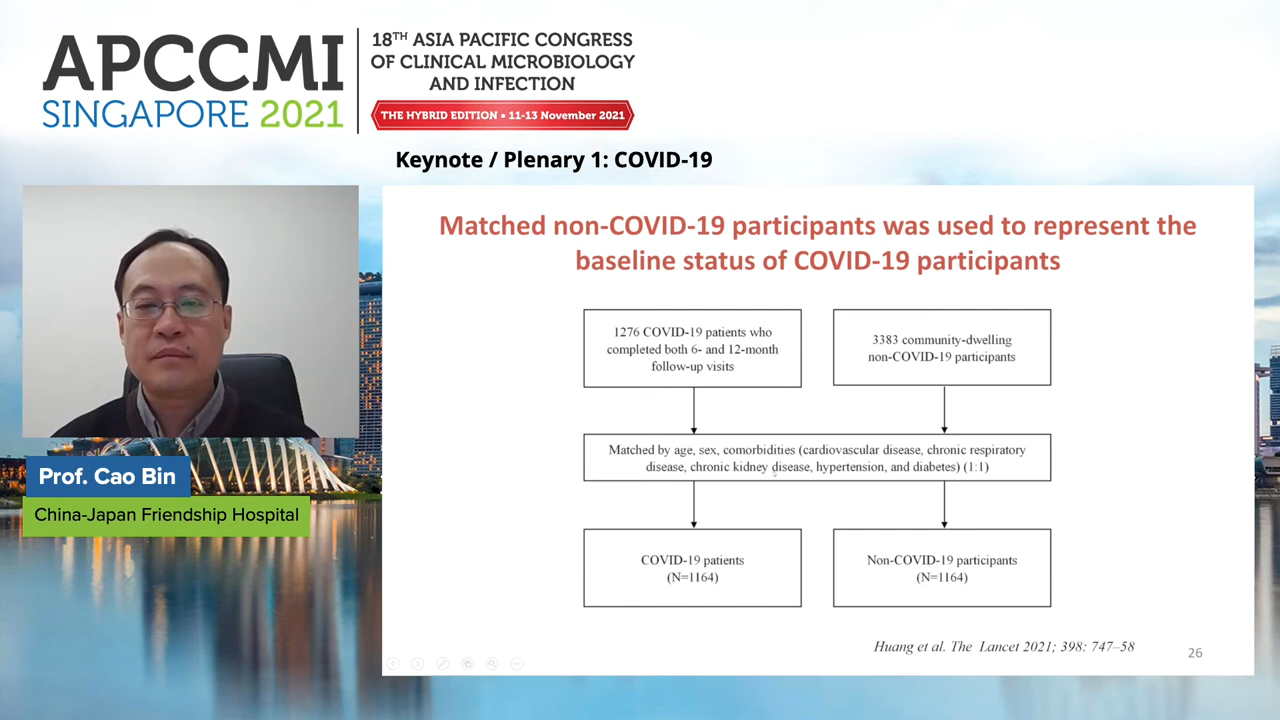 APCCMI
SINGAPORE 2021
18TH ASIA PACIFIC CONGRESS
OF CLINICAL MICROBIOLOGY
AND INFECTION
THE HYBRID EDITION • 11-13 November 2021
Keynote / Plenary 1: COVID-19
Prof. Cao Bin
China-Japan Friendship Hospital
Matched non-COVID-19 participants was used to represent the
baseline status of COVID-19 participants
1276 COVID-19 patients who
completed both 6- and 12-month
follow-up visits
3383 community-dwelling
non-COVID-19 participants
Matched by age, sex, comorbidities (cardiovascular disease, chronic respiratory
disease, chronic kidney disease, hypertension, and diabetes) (1:1)
COVID-19 patients
(N=1164)
Non-COVID-19 participants
(N=1164)
Huang et al. The Lancet 2021; 398: 747–58
26